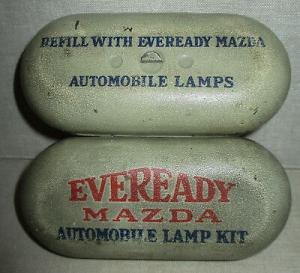 REFILL WITH EVEREADY MAZDA
AUTOMOBILE LAMPS
EVEREADY
MAZDA
AUTOMOBILE LAMP KIT